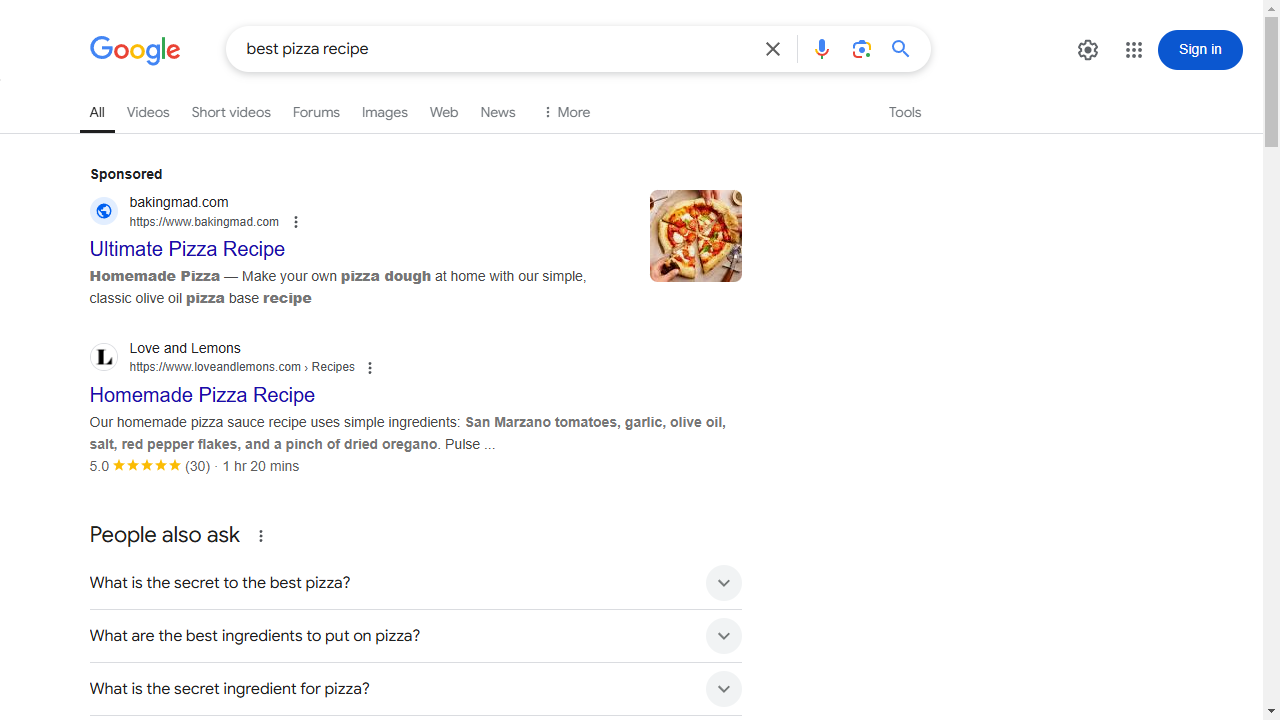 Google
best pizza recipe
Sign in
All
Videos
Short videos
Forums
Images
Web
News
More
Tools
Sponsored
bakingmad.com
https://www.bakingmad.com
Ultimate Pizza Recipe
Homemade Pizza — Make your own pizza dough at home with our simple,
classic olive oil pizza base recipe
L
Love and Lemons
https://www.loveandlemons.com › Recipes
Homemade Pizza Recipe
Our homemade pizza sauce recipe uses simple ingredients: San Marzano tomatoes, garlic, olive oil,
salt, red pepper flakes, and a pinch of dried oregano. Pulse ...
5.0 ★★★★★ (30) · 1 hr 20 mins
People also ask
What is the secret to the best pizza?
What are the best ingredients to put on pizza?
What is the secret ingredient for pizza?